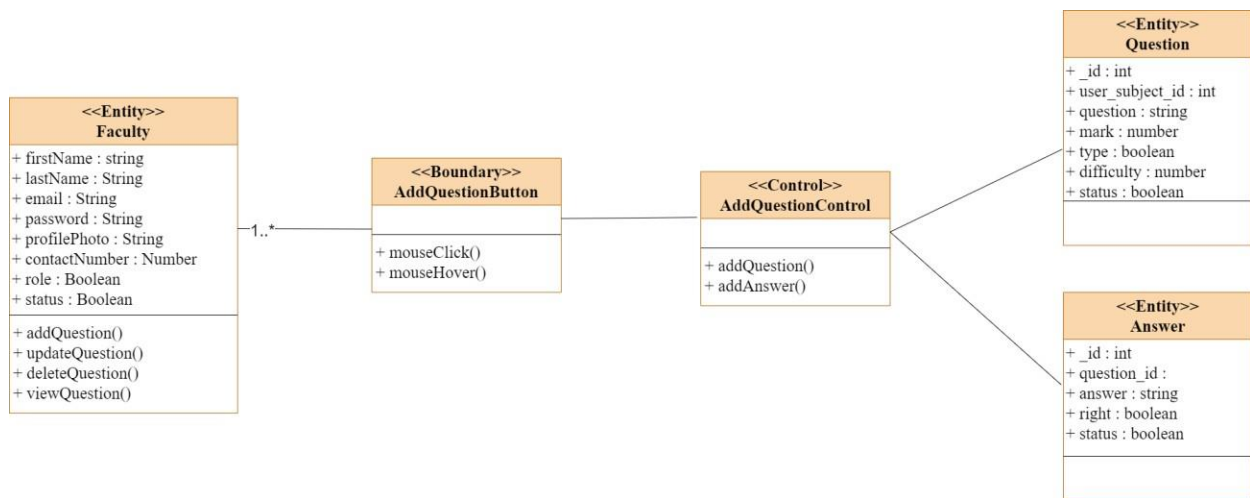 <<Entity>>
Faculty
+ firstName : string
+ lastName : String
+ email : String
+ password : String
+ profilePhoto : String
+ contactNumber : Number
+ role : Boolean
+ status : Boolean
+ addQuestion()
+ updateQuestion()
+ deleteQuestion()
+ viewQuestion()
1..*
<<Boundary>>
AddQuestionButton
+ mouseClick()
+ mouseHover()
<<Control>>
AddQuestionControl
+ addQuestion()
+ addAnswer()
<<Entity>>
Question
+ _id : int
+ user_subject_id : int
+ question : string
+ mark : number
+ type : boolean
+ difficulty : number
+ status : boolean
<<Entity>>
Answer
+ _id : int
+ question_id :
+ answer : string
+ right : boolean
+ status : boolean